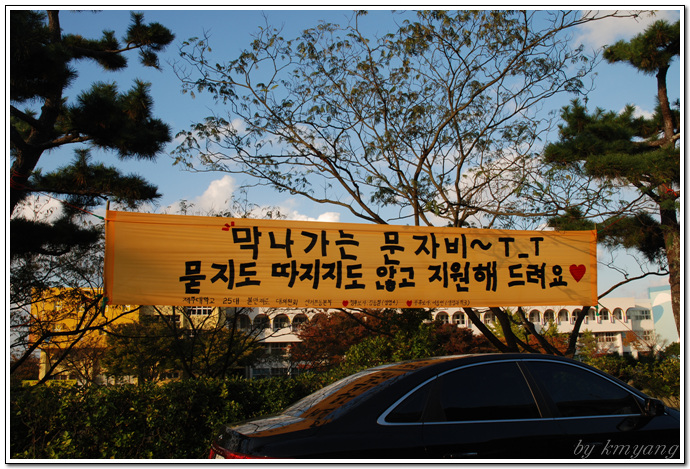 막나가는 문자비~ T_T
묻지도 따지지도 않고 지원해 드려요♥
by kmyang